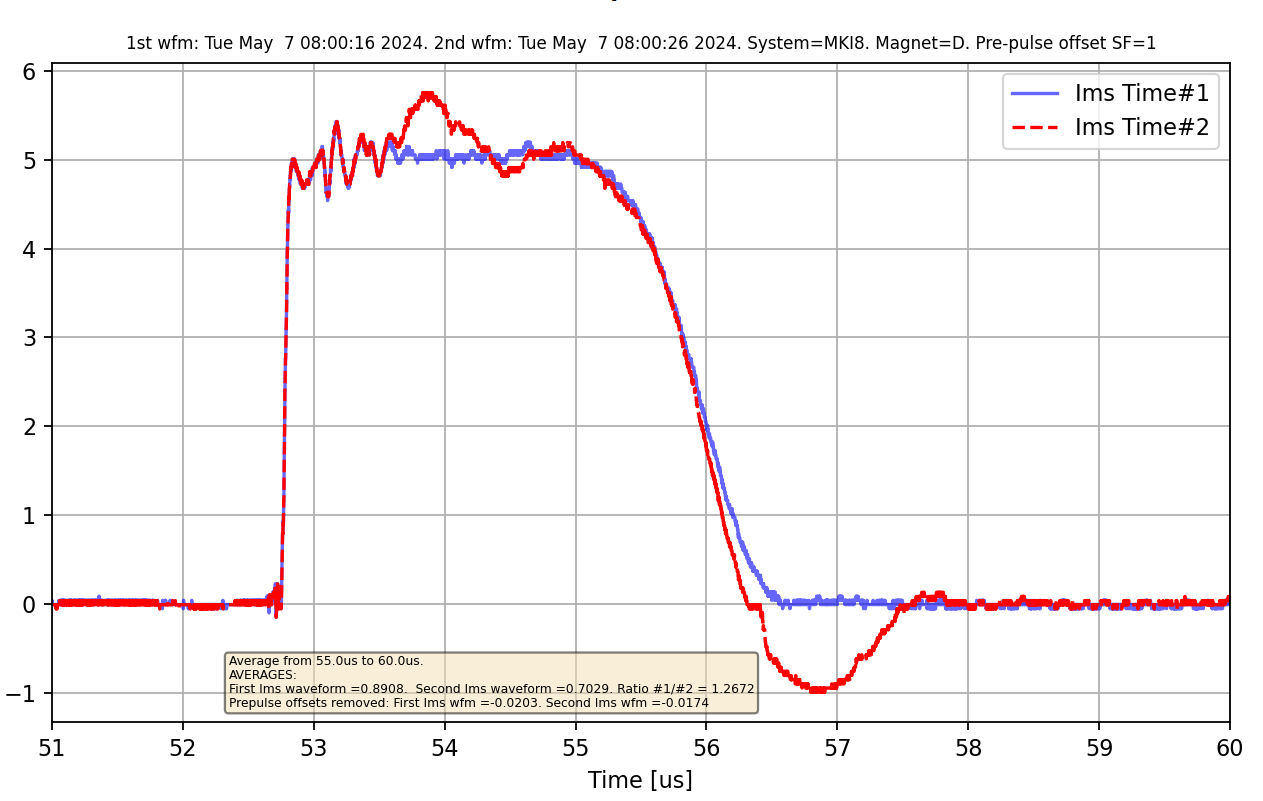 1st wfm: Tue May  7 08:00:16 2024. 2nd wfm: Tue May  7 08:00:26 2024. System=MKI8. Magnet=D. Pre-pulse offset SF=1
6
5
4
3
2
1
0
−1
Ims Time#1
Ims Time#2
Average from 55.0us to 60.0us.
AVERAGES:
First Ims waveform =0.8908.  Second Ims waveform =0.7029. Ratio #1/#2 = 1.2672
Prepulse offsets removed: First Ims wfm =-0.0203. Second Ims wfm =-0.0174
51 52 53 54 55 56 57 58 59 60
Time [us]